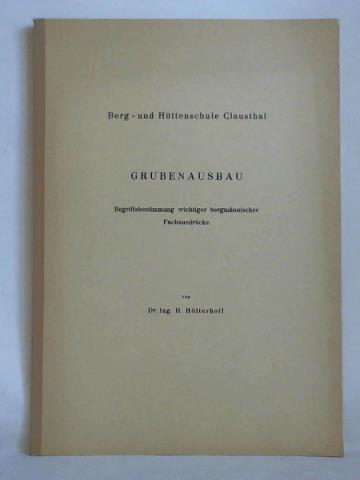 Berg- und Hüttenschule Clausthal
GRUBENAUSBAU
Begriffsbestimmung wichtiger bergmännischer
Fachausdrücke
von
Dr. Ing. H. Hölterhoff